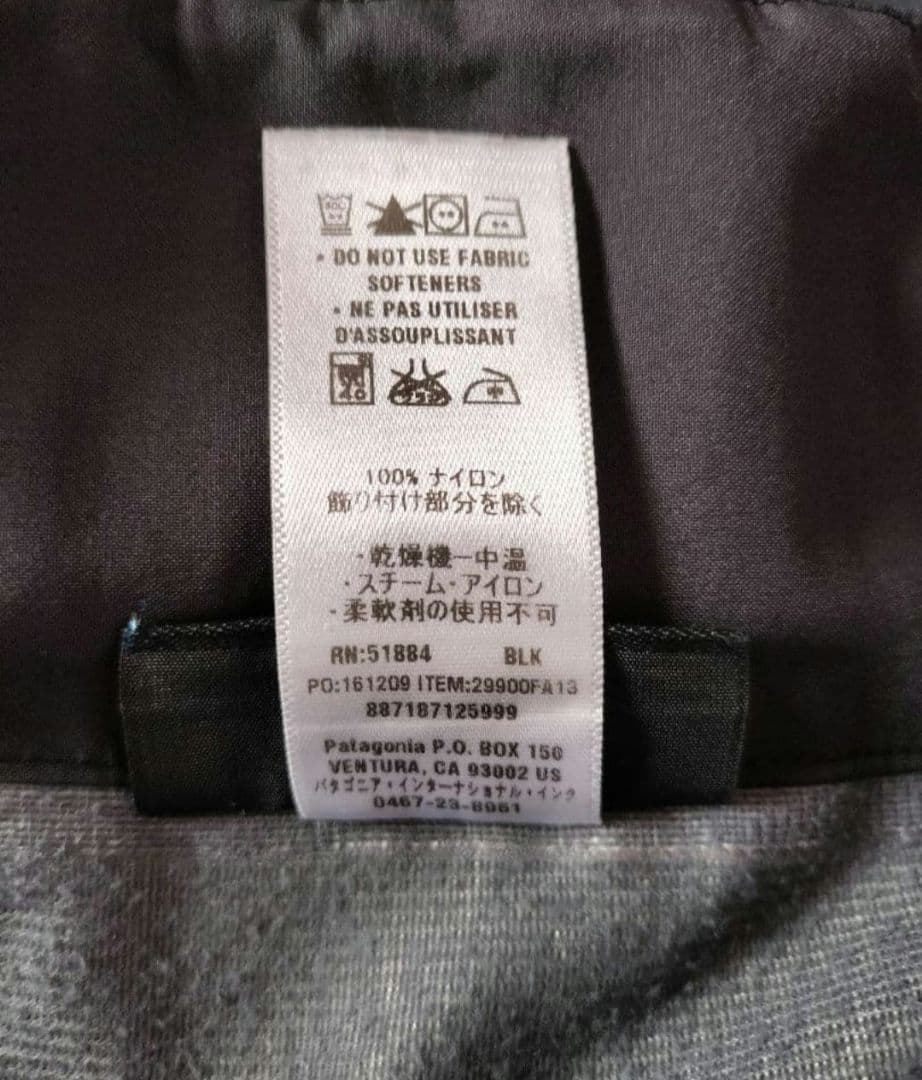 • DO NOT USE FABRIC
SOFTENERS
• NE PAS UTILISER
D'ASSOUPLISSANT
40
100% ナイロン
飾り付け部分を除く
・乾燥機ー中温
・スチーム・アイロン
・柔軟剤の使用不可
RN:51884 BLK
PO:161209 ITEM:29900FA13
887187125999
Patagonia P.O. BOX 150
VENTURA, CA 93002 US
パタゴニア・インターナショナル・インク
0467-23-8961